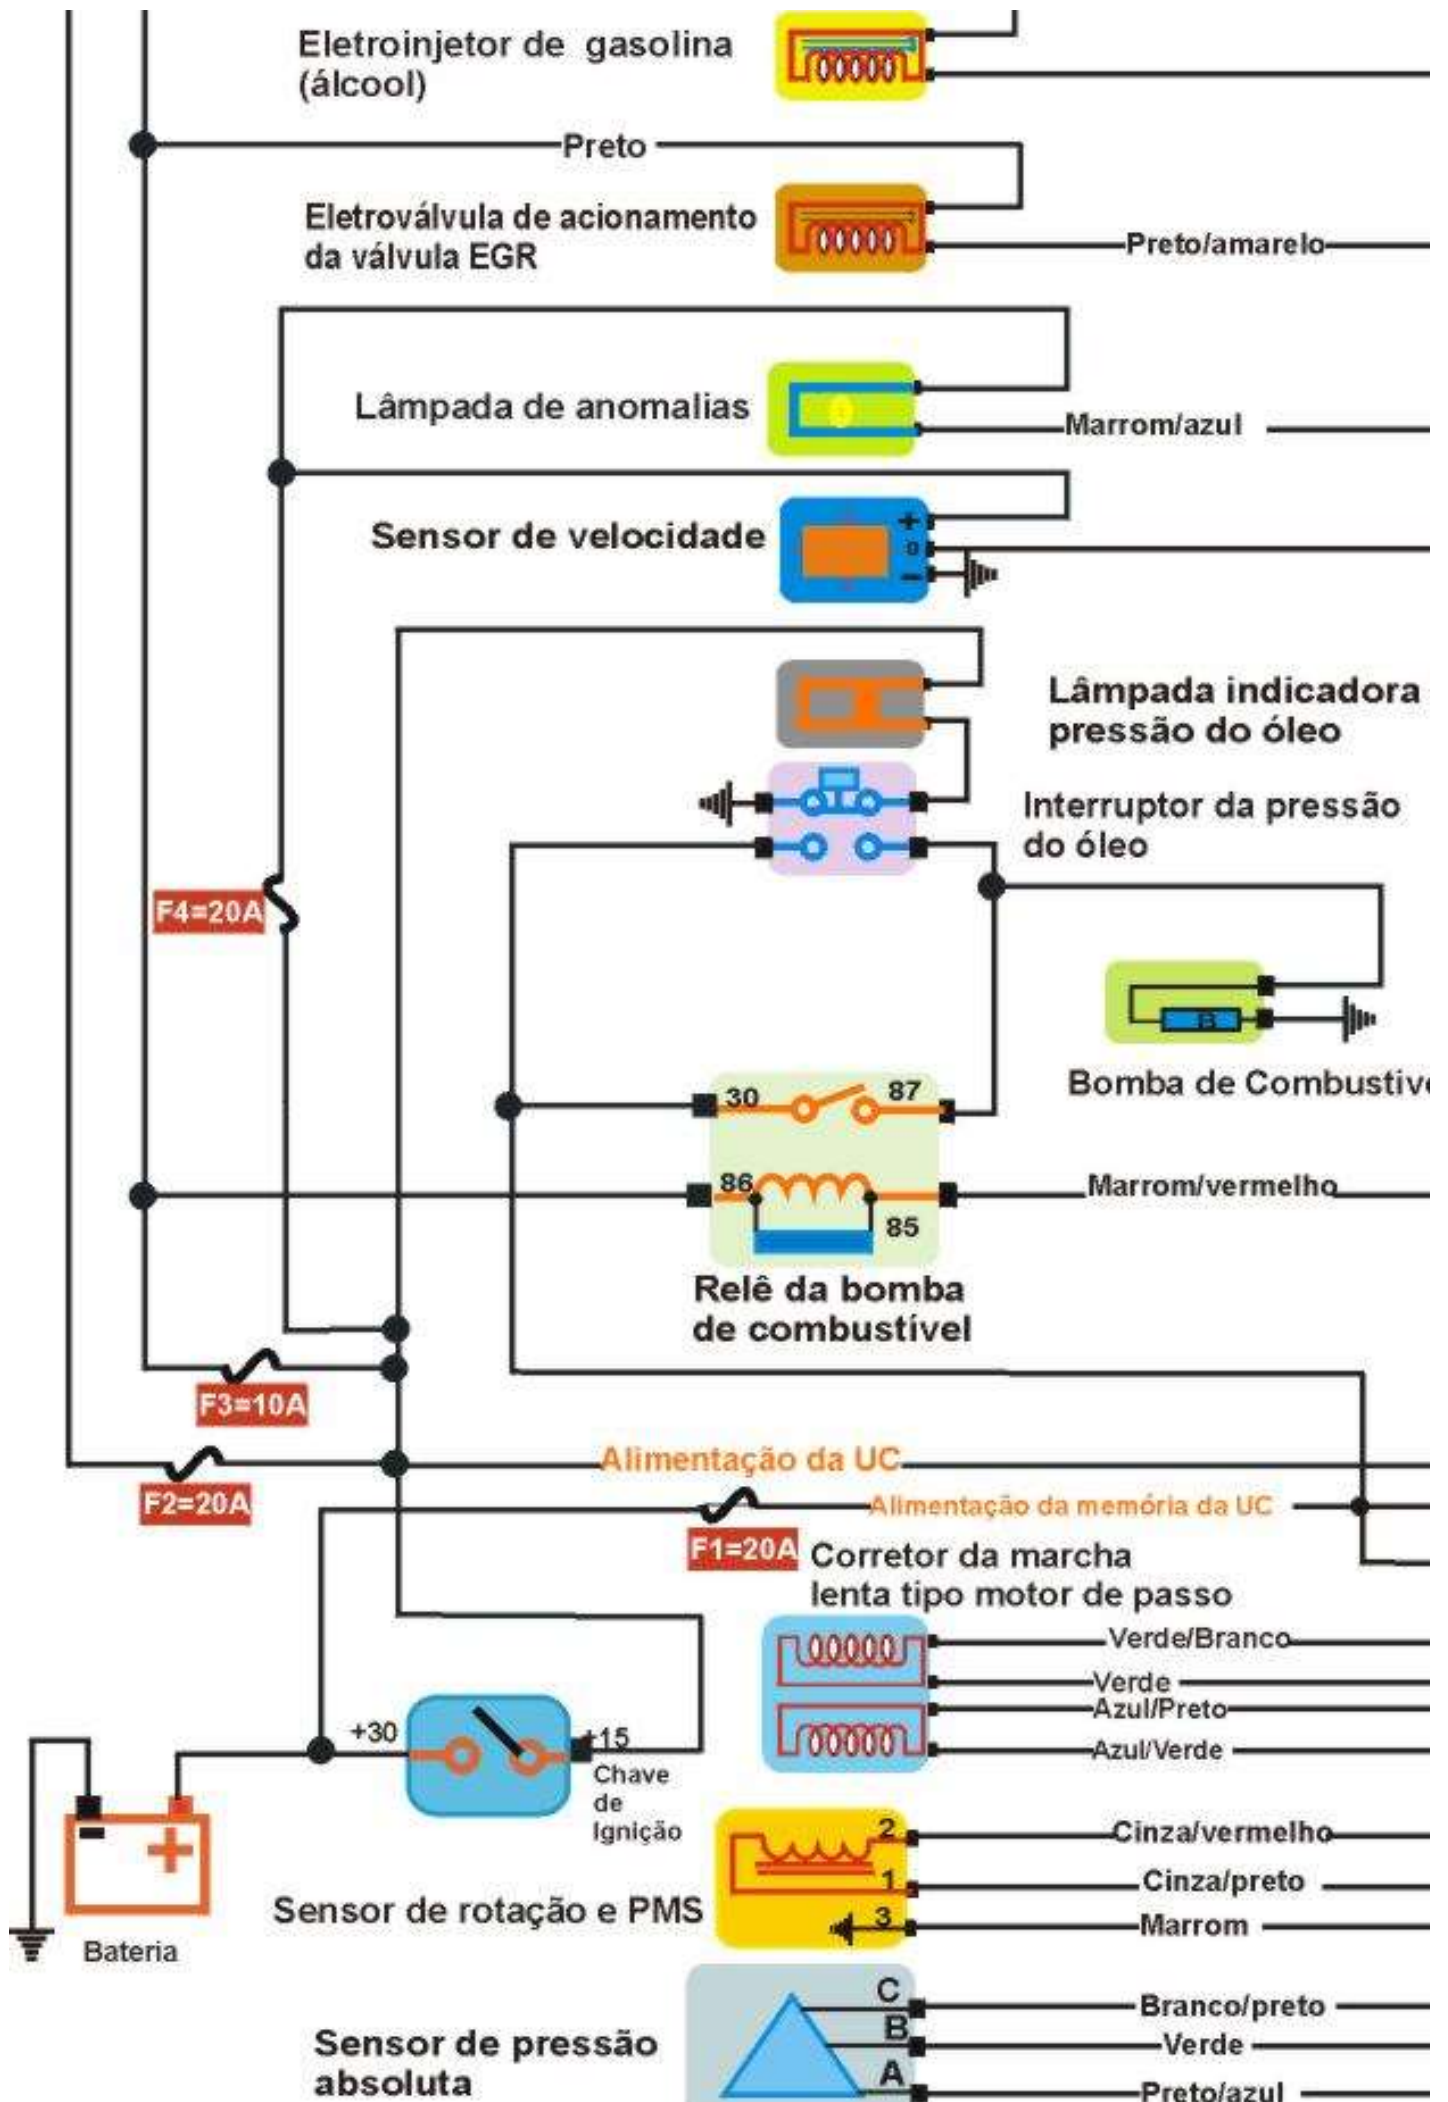 Eletroinjetor de gasolina
(álcool)
Preto
Eletroválvula de acionamento
da válvula EGR
Preto/amarelo
Lâmpada de anomalias
Marrom/azul
Sensor de velocidade
+
0
−
Lâmpada indicadora
pressão do óleo
Interruptor da pressão
do óleo
F4=20A
B
Bomba de Combustíve
30
87
86
85
Marrom/vermelho
Relê da bomba
de combustível
F3=10A
Alimentação da UC
F2=20A
Alimentação da memória da UC
F1=20A
Corretor da marcha
lenta tipo motor de passo
Verde/Branco
Verde
Azul/Preto
Azul/Verde
+30
+15
Chave
de
Ignição
2
Cinza/vermelho
1
Cinza/preto
3
Marrom
Sensor de rotação e PMS
Bateria
C
Branco/preto
B
Verde
A
Preto/azul
Sensor de pressão
absoluta